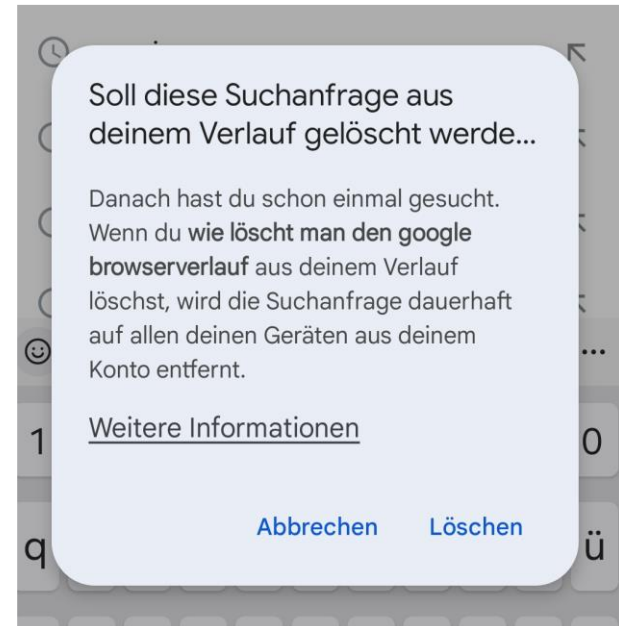 Soll diese Suchanfrage aus
deinem Verlauf gelöscht werde...
Danach hast du schon einmal gesucht.
Wenn du wie löscht man den google
browserverlauf aus deinem Verlauf
löschst, wird die Suchanfrage dauerhaft
auf allen deinen Geräten aus deinem
Konto entfernt.
Weitere Informationen
Abbrechen Löschen
1 0
q ü